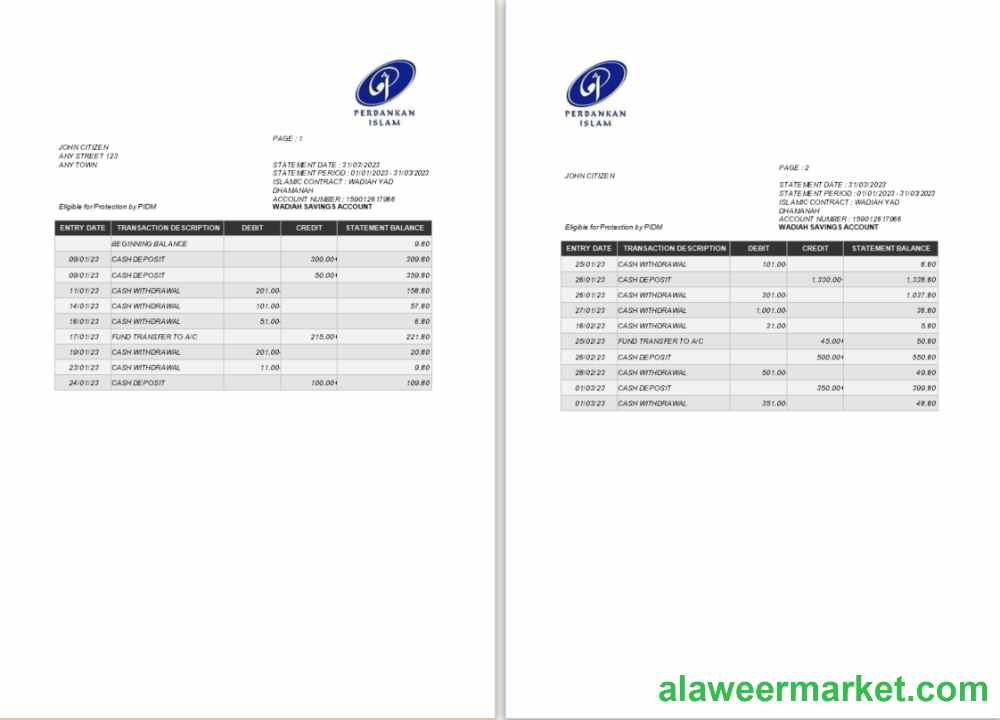 PERDANKAN
ISLAM
PAGE : 1
JOHN CITIZEN
ANY STREET 123
ANY TOWN
STATEMENT DATE : 31/07/2023
STATEMENT PERIOD : 01/01/2023 - 31/03/2023
ISLAMIC CONTRACT : WADIAH YAD
DHAMANAH
ACCOUNT NUMBER : 159012617966
Eligible for Protection by PIDM WADIAH SAVINGS ACCOUNT
ENTRY DATE TRANSACTION DESCRIPTION DEBIT CREDIT STATEMENT BALANCE
BEGINNING BALANCE 9.80
09/01/23 CASH DEPOSIT 300.00+ 309.80
09/01/23 CASH DEPOSIT 50.00+ 359.80
11/01/23 CASH WITHDRAWAL 201.00- 158.80
14/01/23 CASH WITHDRAWAL 101.00- 57.80
16/01/23 CASH WITHDRAWAL 51.00- 6.80
17/01/23 FUND TRANSFER TO A/C 215.00+ 221.80
19/01/23 CASH WITHDRAWAL 201.00- 20.80
23/01/23 CASH WITHDRAWAL 11.00- 9.80
24/01/23 CASH DEPOSIT 100.00+ 109.80
PERDANKAN
ISLAM
PAGE : 2
JOHN CITIZEN
STATEMENT DATE : 31/03/2023
STATEMENT PERIOD : 01/01/2023 - 31/03/2023
ISLAMIC CONTRACT : WADIAH YAD
DHAMANAH
ACCOUNT NUMBER : 159012617966
Eligible for Protection by PIDM WADIAH SAVINGS ACCOUNT
ENTRY DATE TRANSACTION DESCRIPTION DEBIT CREDIT STATEMENT BALANCE
25/01/23 CASH WITHDRAWAL 101.00- 8.80
26/01/23 CASH DEPOSIT 1,330.00- 1,338.80
26/01/23 CASH WITHDRAWAL 301.00- 1,037.80
27/01/23 CASH WITHDRAWAL 1,001.00- 36.80
16/02/23 CASH WITHDRAWAL 31.00- 5.80
25/02/23 FUND TRANSFER TO A/C 45.00+ 50.80
26/02/23 CASH DEPOSIT 500.00+ 550.80
28/02/23 CASH WITHDRAWAL 501.00- 49.80
01/03/23 CASH DEPOSIT 350.00+ 399.80
01/03/23 CASH WITHDRAWAL 351.00- 48.80
alaweermarket.com